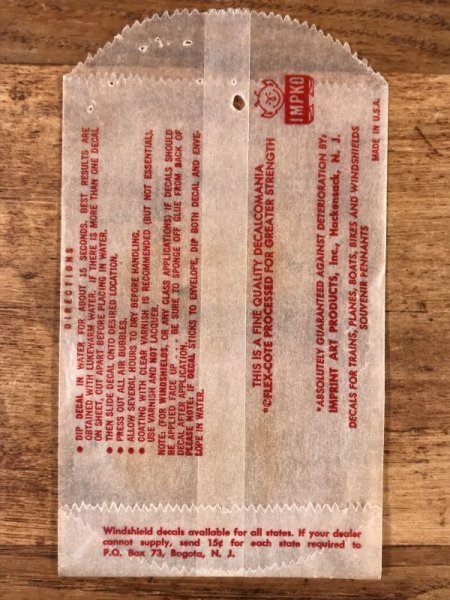 DIRECTIONS
• DIP DECAL IN WATER FOR ABOUT 15 SECONDS. BEST RESULTS ARE
OBTAINED WITH LUKEWARM WATER. IF THERE IS MORE THAN ONE DECAL
ON SHEET, CUT APART BEFORE PLACING IN WATER.
• THEN SLIDE DECAL ONTO DESIRED LOCATION.
• PRESS OUT ALL AIR BUBBLES.
• ALLOW SEVERAL HOURS TO DRY BEFORE HANDLING.
• COATING WITH CLEAR VARNISH IS RECOMMENDED (BUT NOT ESSENTIAL).
USE VARNISH AND NOT LACQUER.
NOTE: (FOR WINDSHIELDS, OR ANY GLASS APPLICATIONS) IF DECALS SHOULD
BE APPLIED FACE UP . . . . BE SURE TO SPONGE OFF GLUE FROM BACK OF
DECAL AFTER APPLICATION.
PLEASE NOTE: IF DECAL STICKS TO ENVELOPE, DIP BOTH DECAL AND ENVE-
LOPE IN WATER.
IMPKO
THIS IS A FINE QUALITY DECALCOMANIA
*C/FLEX-COTE PROCESSED FOR GREATER STRENGTH
*ABSOLUTELY GUARANTEED AGAINST DETERIORATION BY:
IMPRINT ART PRODUCTS, Inc., Hackensack, N. J.
DECALS FOR TRAINS, PLANES, BOATS, BIKES AND WINDSHIELDS
SOUVENIR PENNANTS
MADE IN U.S.A.
Windshield decals available for all states. If your dealer
cannot supply, send 15¢ for each state required to
P.O. Box 73, Bogota, N. J.